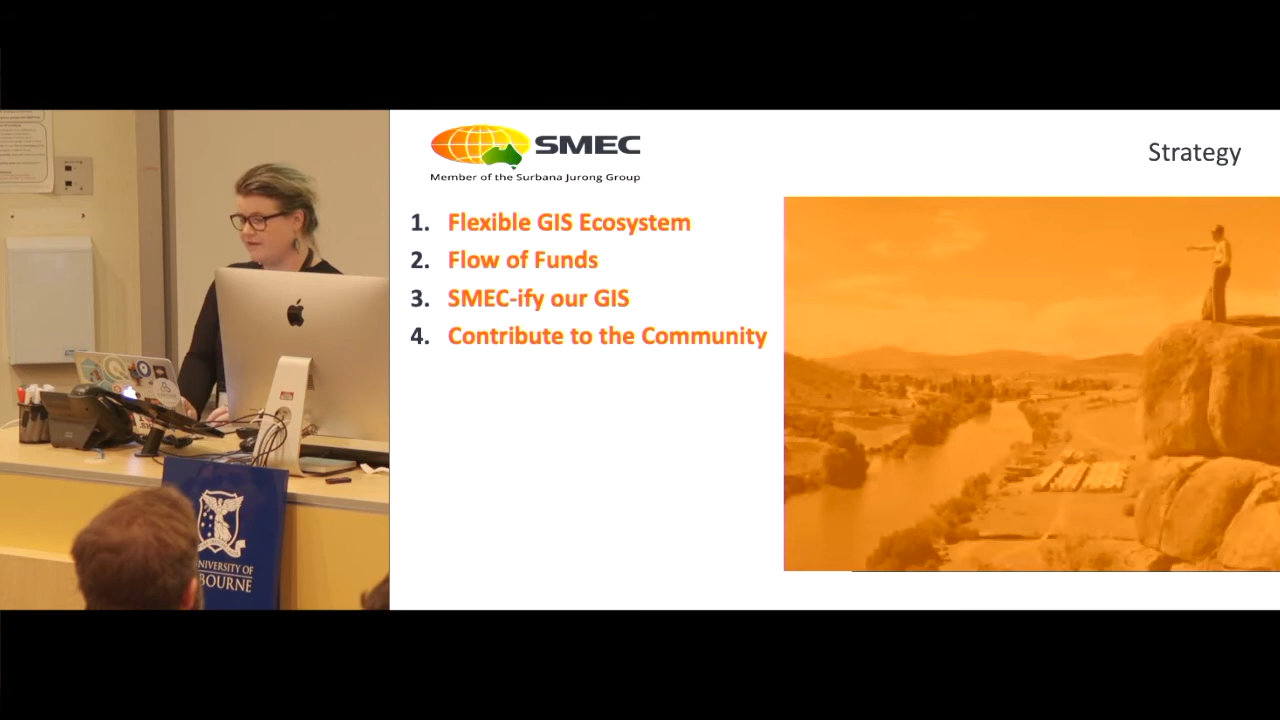 SMEC
Member of the Surbana Jurong Group
Strategy
1. Flexible GIS Ecosystem
2. Flow of Funds
3. SMEC-ify our GIS
4. Contribute to the Community
NIVERSITY OF
BOURNE